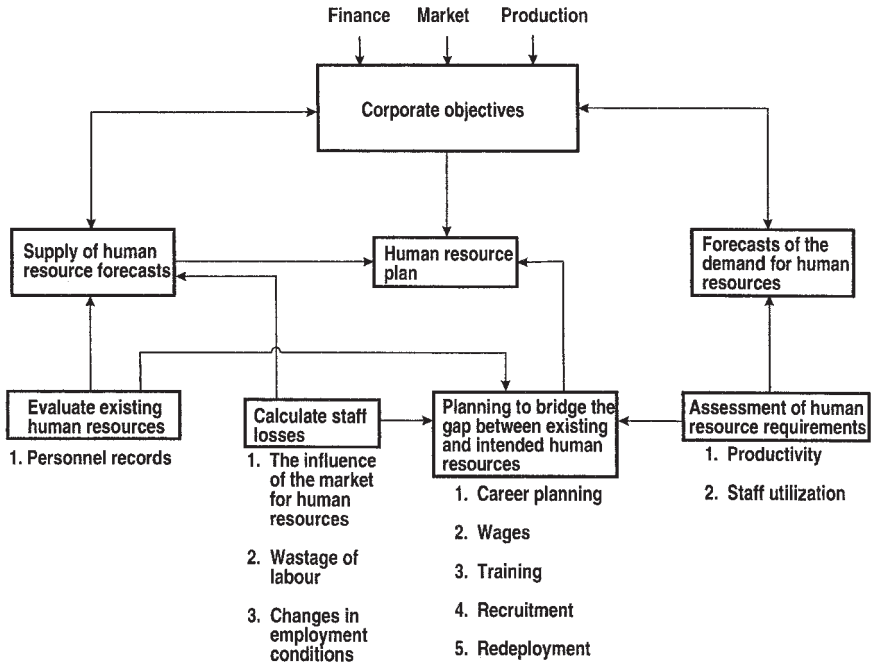 Finance Market Production
Corporate objectives
Supply of human
resource forecasts
Human resource
plan
Forecasts of the
demand for human
resources
Evaluate existing
human resources
1. Personnel records
Calculate staff
losses
1. The influence
of the market
for human
resources
2. Wastage of
labour
3. Changes in
employment
conditions
Planning to bridge the
gap between existing
and intended human
resources
1. Career planning
2. Wages
3. Training
4. Recruitment
5. Redeployment
Assessment of human
resource requirements
1. Productivity
2. Staff utilization